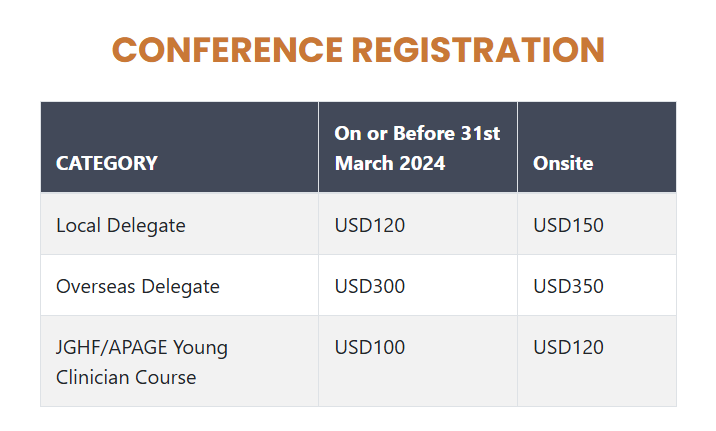 CONFERENCE REGISTRATION
CATEGORY
On or Before 31st
March 2024
Onsite
Local Delegate
USD120
USD150
Overseas Delegate
USD300
USD350
JGHF/APAGE Young
Clinician Course
USD100
USD120